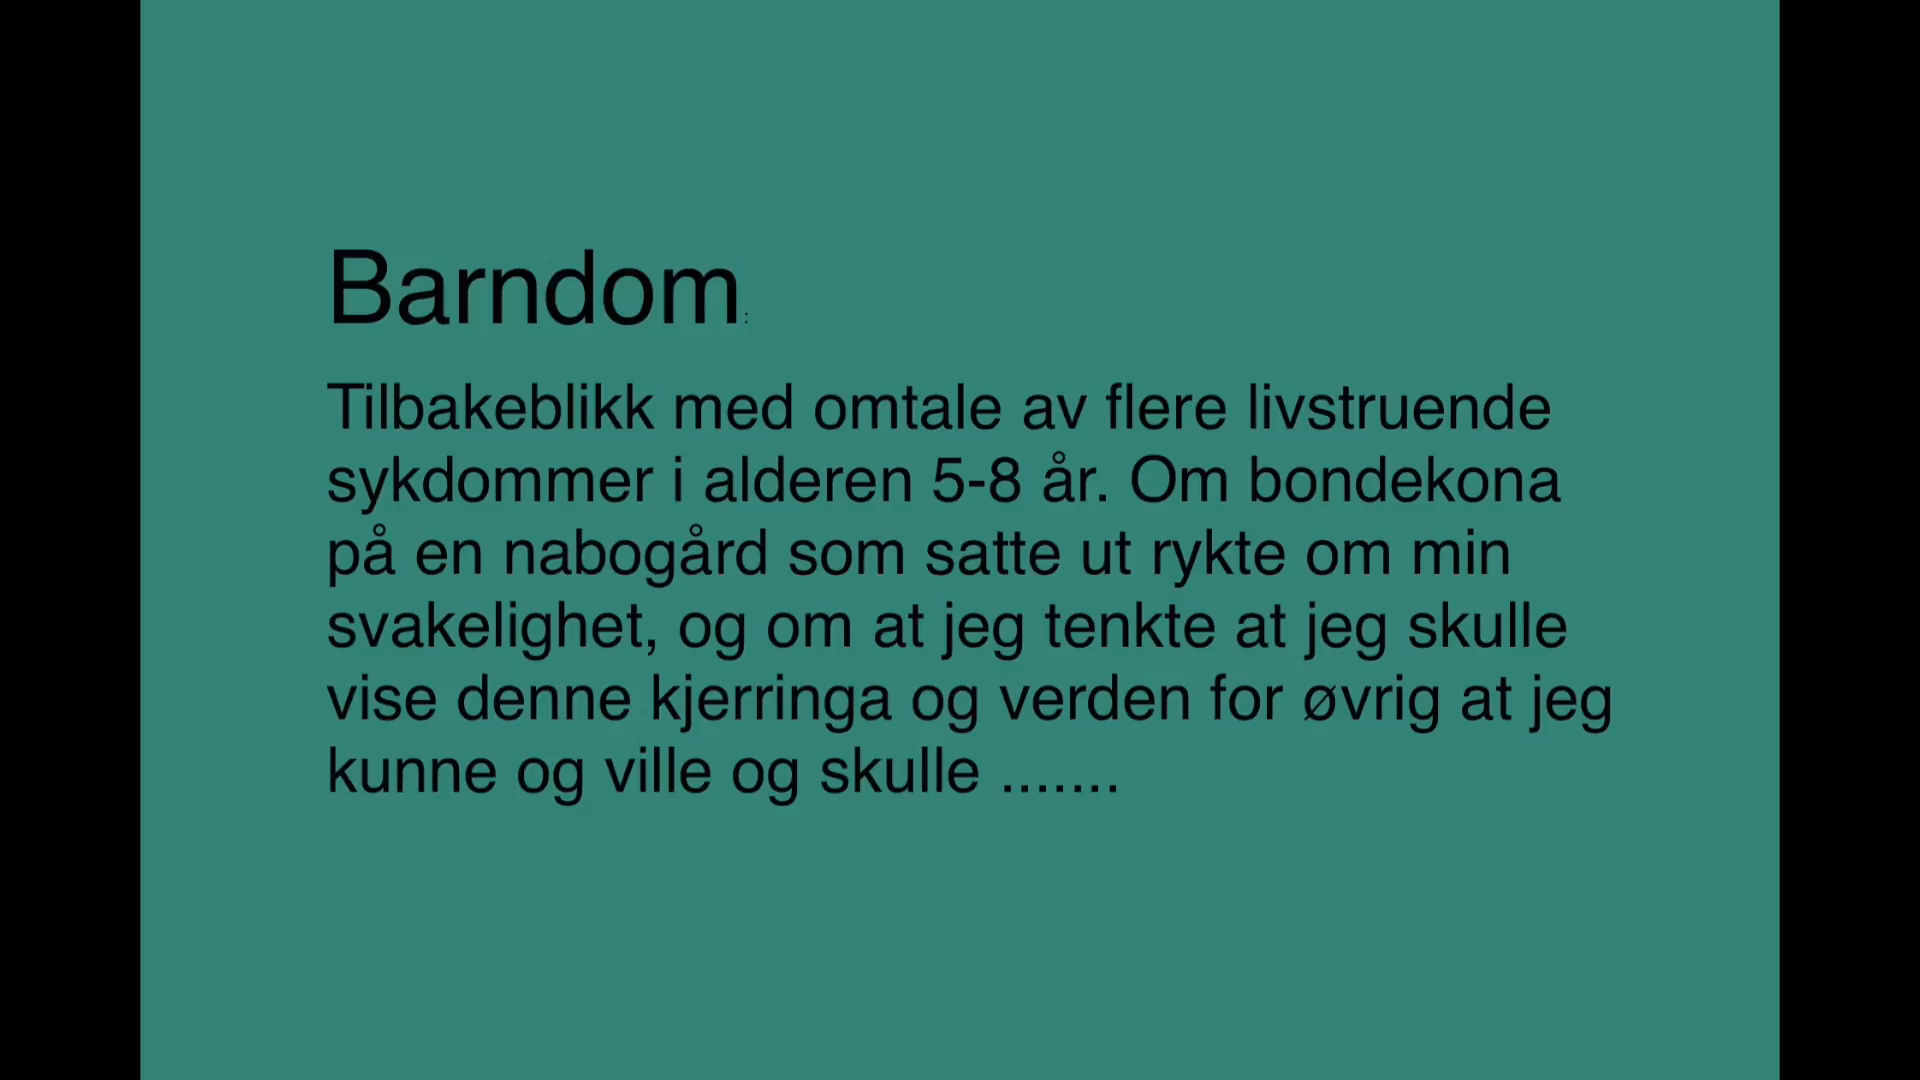 Barndom:
Tilbakeblikk med omtale av flere livstruende
sykdommer i alderen 5-8 år. Om bondekona
på en nabogård som satte ut rykte om min
svakelighet, og om at jeg tenkte at jeg skulle
vise denne kjerringa og verden for øvrig at jeg
kunne og ville og skulle .......